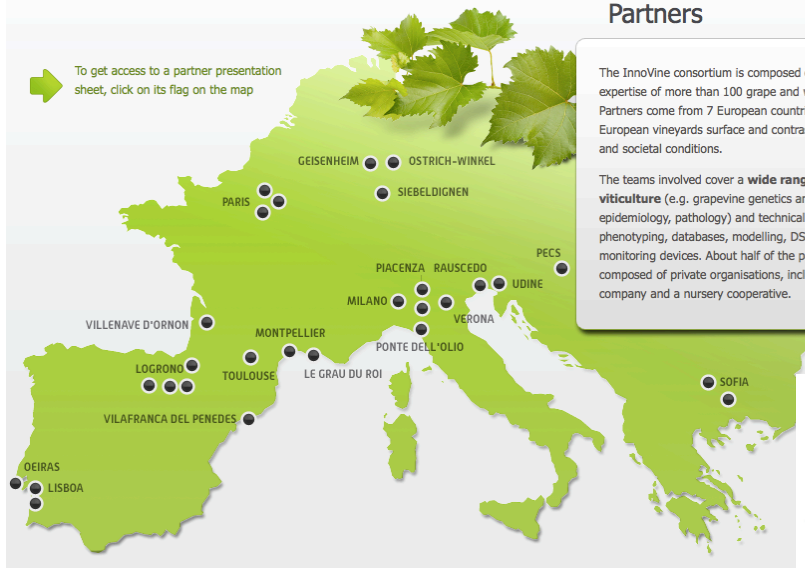 Partners
To get access to a partner presentation
sheet, click on its flag on the map
The InnoVine consortium is composed
expertise of more than 100 grape and
Partners come from 7 European
European vineyards surface and
and societal conditions.
The teams involved cover a wide
viticulture (e.g. grapevine genetics
epidemiology, pathology) and technical
phenotyping, databases, modelling,
monitoring devices. About half of the
composed of private organisations,
company and a nursery cooperative.
GEISENHEIM
OSTRICH-WINKEL
PARIS
SIEBELDIGNEN
PECS
PIACENZA
RAUSCEDO
UDINE
MILANO
VERONA
VILLENAVE D'ORNON
MONTPELLIER
PONTE DELL'OLIO
LOGRONO
TOULOUSE
LE GRAU DU ROI
SOFIA
VILAFRANCA DEL PENEDES
OEIRAS
LISBOA